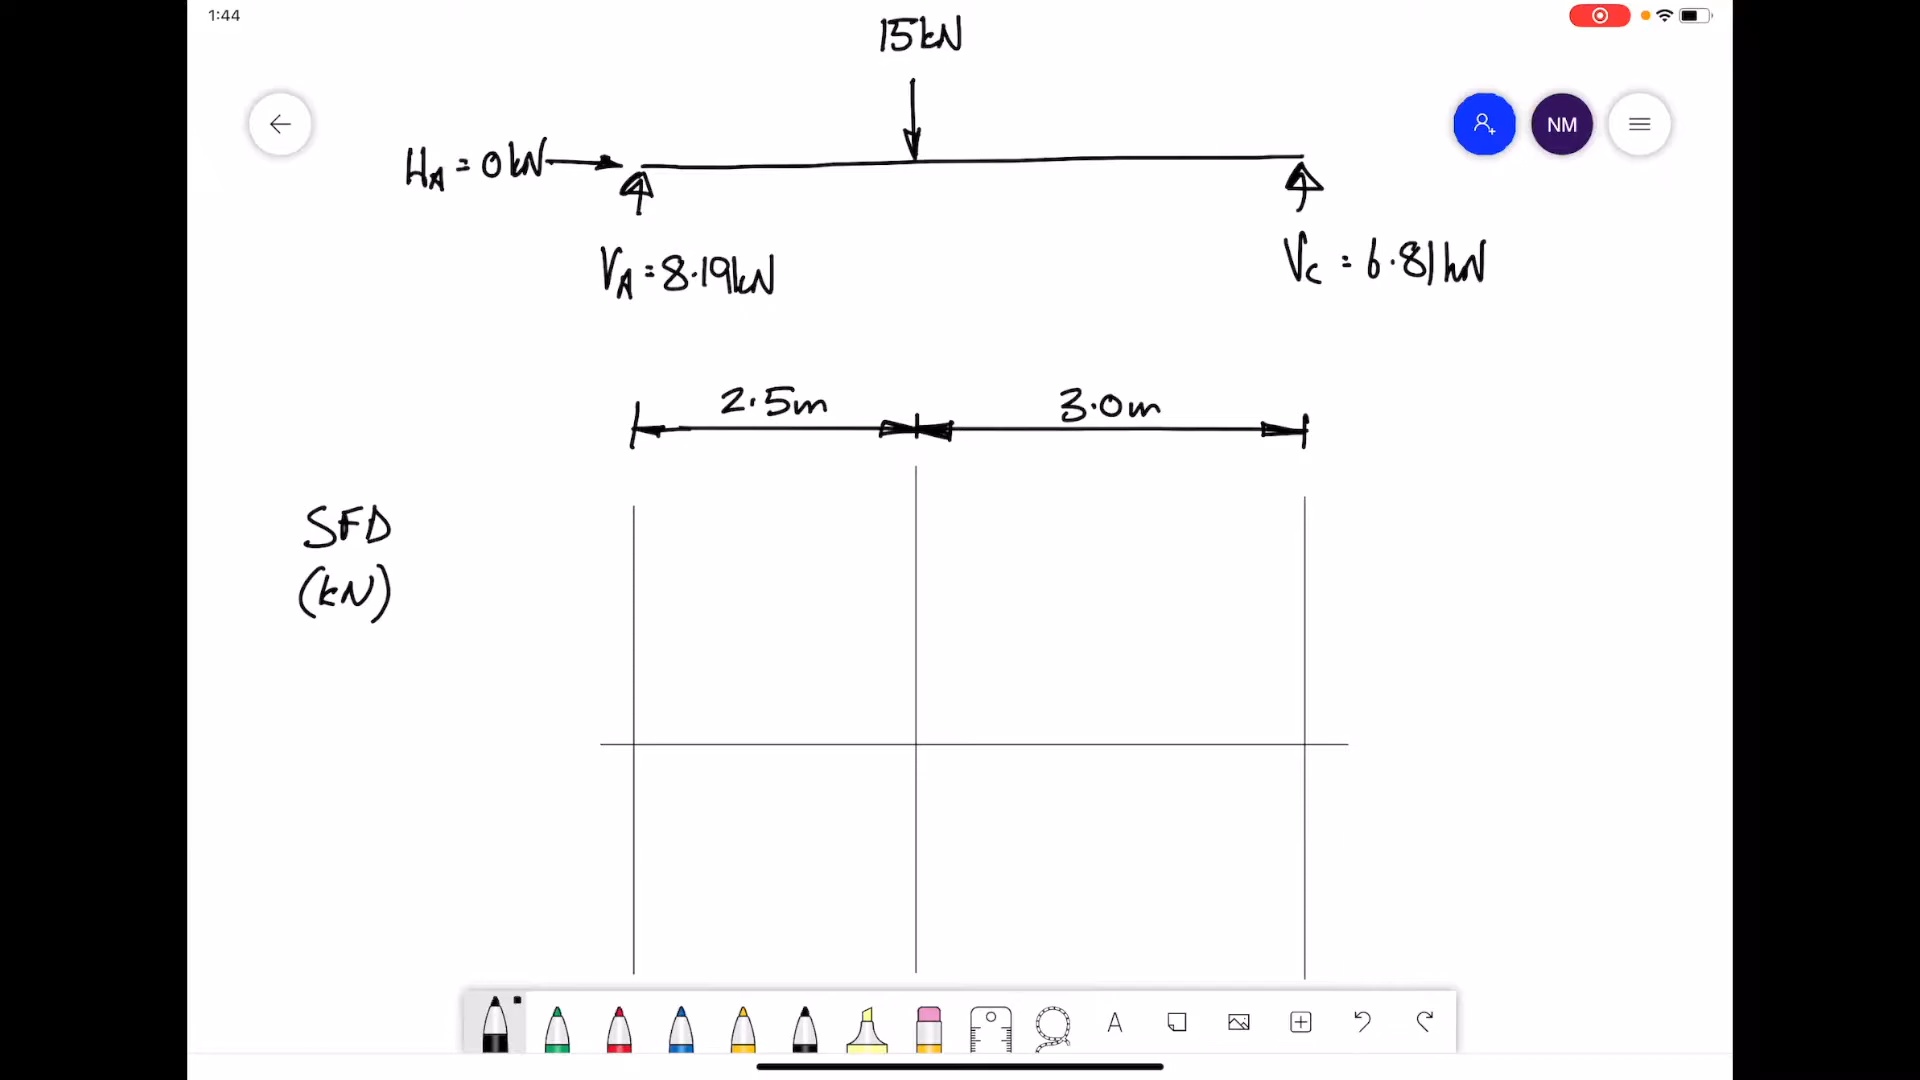 1:44
15kN
NM
HA = 0kN
VA = 8.19kN
VC = 6.81kN
2.5m
3.0m
SFD
(kN)
A